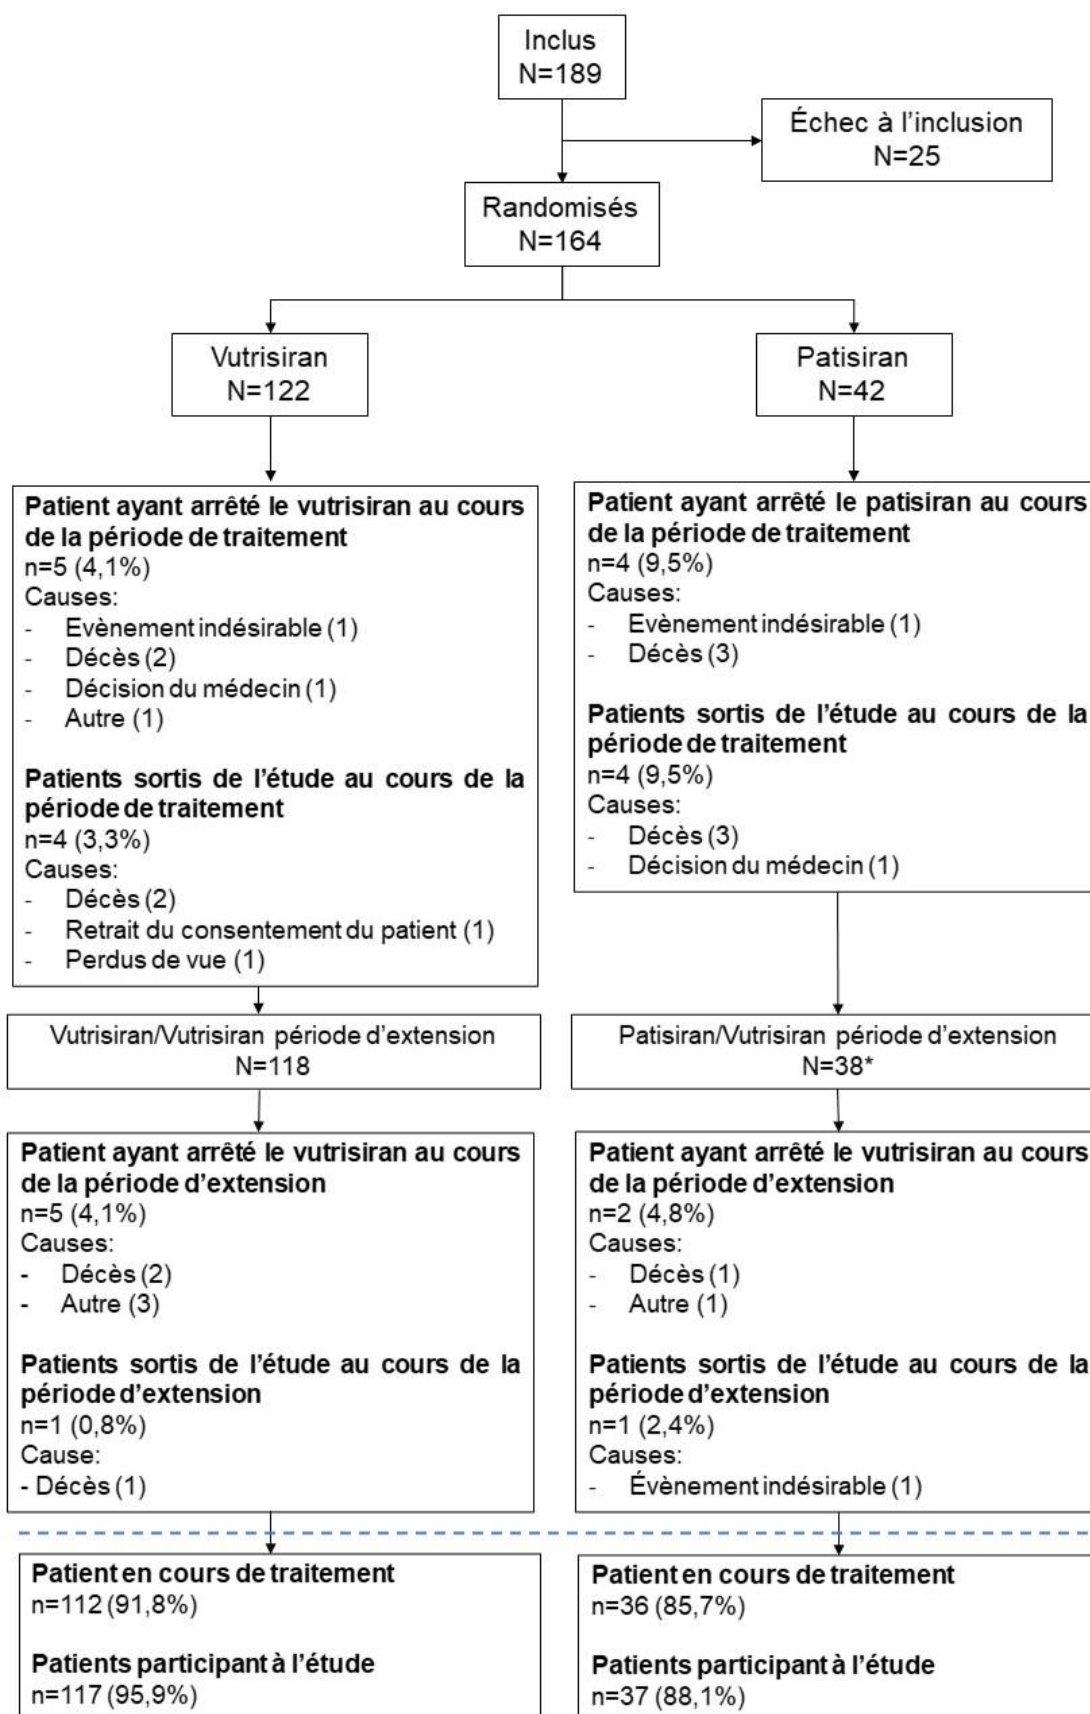 Inclus
N=189
Échec à l'inclusion
N=25
Randomisés
N=164
Vutrisiran
N=122
Patisiran
N=42
Patient ayant arrêté le vutrisiran au cours
de la période de traitement
n=5 (4,1%)
Causes:
- Evènement indésirable (1)
- Décès (2)
- Décision du médecin (1)
- Autre (1)
Patients sortis de l'étude au cours de la
période de traitement
n=4 (3,3%)
Causes:
- Décès (2)
- Retrait du consentement du patient (1)
- Perdus de vue (1)
Patient ayant arrêté le patisiran au cours
de la période de traitement
n=4 (9,5%)
Causes:
- Evènement indésirable (1)
- Décès (3)
Patients sortis de l'étude au cours de la
période de traitement
n=4 (9,5%)
Causes:
- Décès (3)
- Décision du médecin (1)
Vutrisiran/Vutrisiran période d'extension
N=118
Patisiran/Vutrisiran période d'extension
N=38*
Patient ayant arrêté le vutrisiran au cours
de la période d'extension
n=5 (4,1%)
Causes:
- Décès (2)
- Autre (3)
Patients sortis de l'étude au cours de la
période d'extension
n=1 (0,8%)
Cause:
- Décès (1)
Patient ayant arrêté le vutrisiran au cours
de la période d'extension
n=2 (4,8%)
Causes:
- Décès (1)
- Autre (1)
Patients sortis de l'étude au cours de la
période d'extension
n=1 (2,4%)
Causes:
- Évènement indésirable (1)
Patient en cours de traitement
n=112 (91,8%)
Patients participant à l'étude
n=117 (95,9%)
Patient en cours de traitement
n=36 (85,7%)
Patients participant à l'étude
n=37 (88,1%)